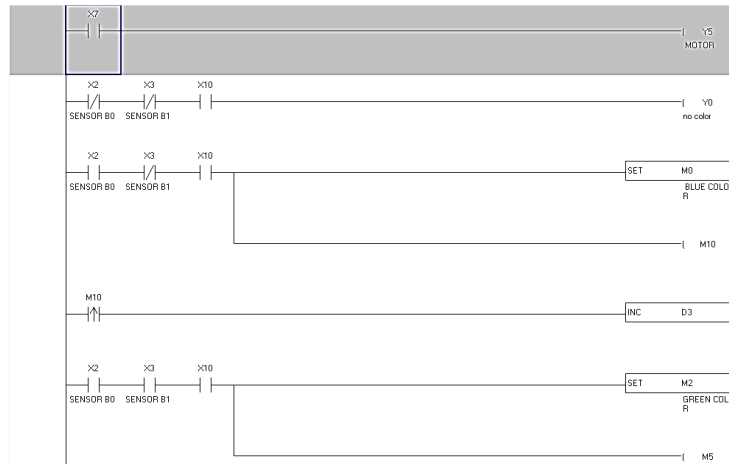 X7
( Y5
MOTOR
X2 X3 X10
( Y0
SENSOR B0 SENSOR B1 no color
X2 X3 X10
SET M0
SENSOR B0 SENSOR B1 BLUE COLO
R
( M10
M10
INC D3
X2 X3 X10
SET M2
SENSOR B0 SENSOR B1 GREEN COL
R
( M5